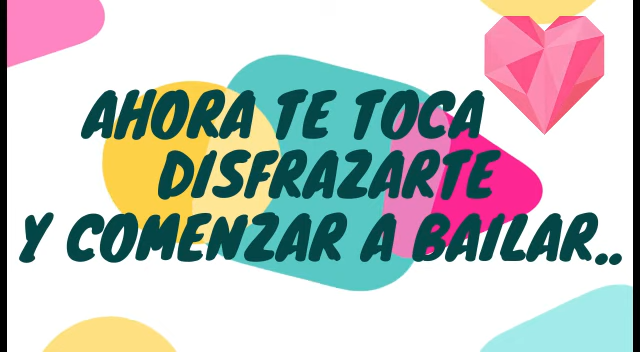 AHORA TE TOCA
DISFRAZARTE
Y COMENZAR A BAILAR..